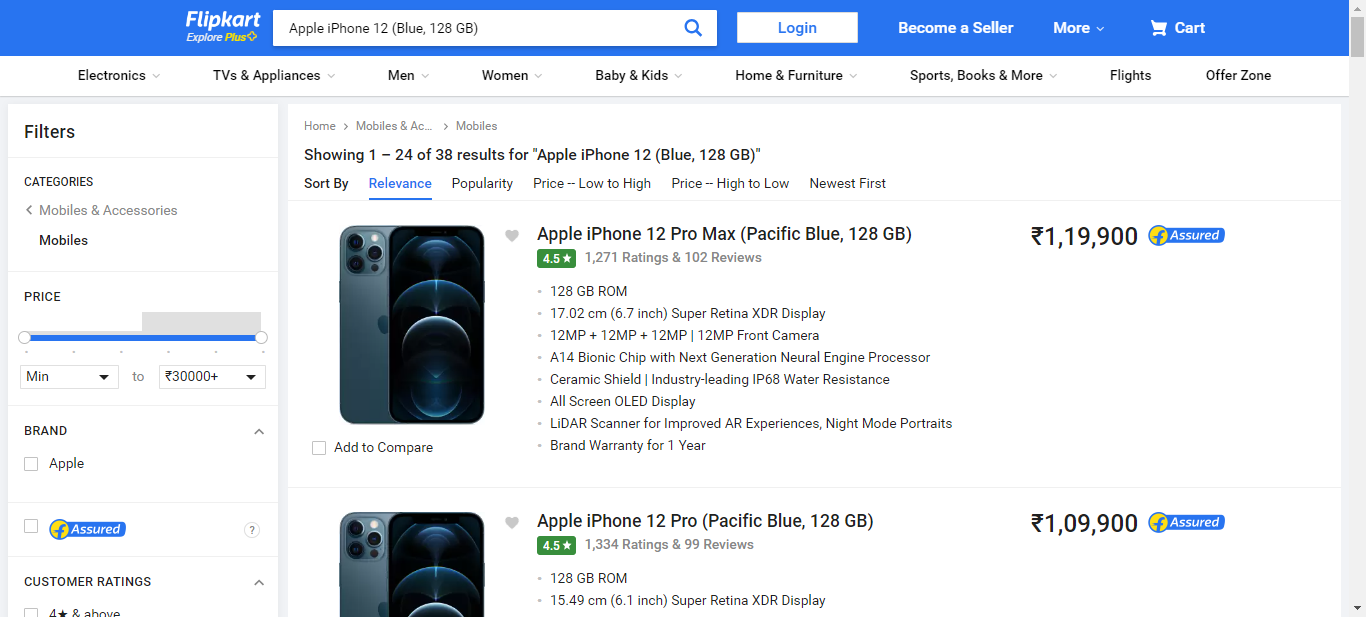 Flipkart
Explore Plus
Apple iPhone 12 (Blue, 128 GB)
Login
Become a Seller
More
Cart
Electronics
TVs & Appliances
Men
Women
Baby & Kids
Home & Furniture
Sports, Books & More
Flights
Offer Zone
Filters
CATEGORIES
Mobiles & Accessories
Mobiles
PRICE
Min to ₹30000+
BRAND
Apple
Assured
?
CUSTOMER RATINGS
4★ & above
Home > Mobiles & Ac... > Mobiles
Showing 1 – 24 of 38 results for "Apple iPhone 12 (Blue, 128 GB)"
Sort By Relevance Popularity Price -- Low to High Price -- High to Low Newest First
Apple iPhone 12 Pro Max (Pacific Blue, 128 GB)
4.5★ 1,271 Ratings & 102 Reviews
128 GB ROM
17.02 cm (6.7 inch) Super Retina XDR Display
12MP + 12MP + 12MP | 12MP Front Camera
A14 Bionic Chip with Next Generation Neural Engine Processor
Ceramic Shield | Industry-leading IP68 Water Resistance
All Screen OLED Display
LiDAR Scanner for Improved AR Experiences, Night Mode Portraits
Brand Warranty for 1 Year
₹1,19,900 Assured
Add to Compare
Apple iPhone 12 Pro (Pacific Blue, 128 GB)
4.5★ 1,334 Ratings & 99 Reviews
128 GB ROM
15.49 cm (6.1 inch) Super Retina XDR Display
₹1,09,900 Assured